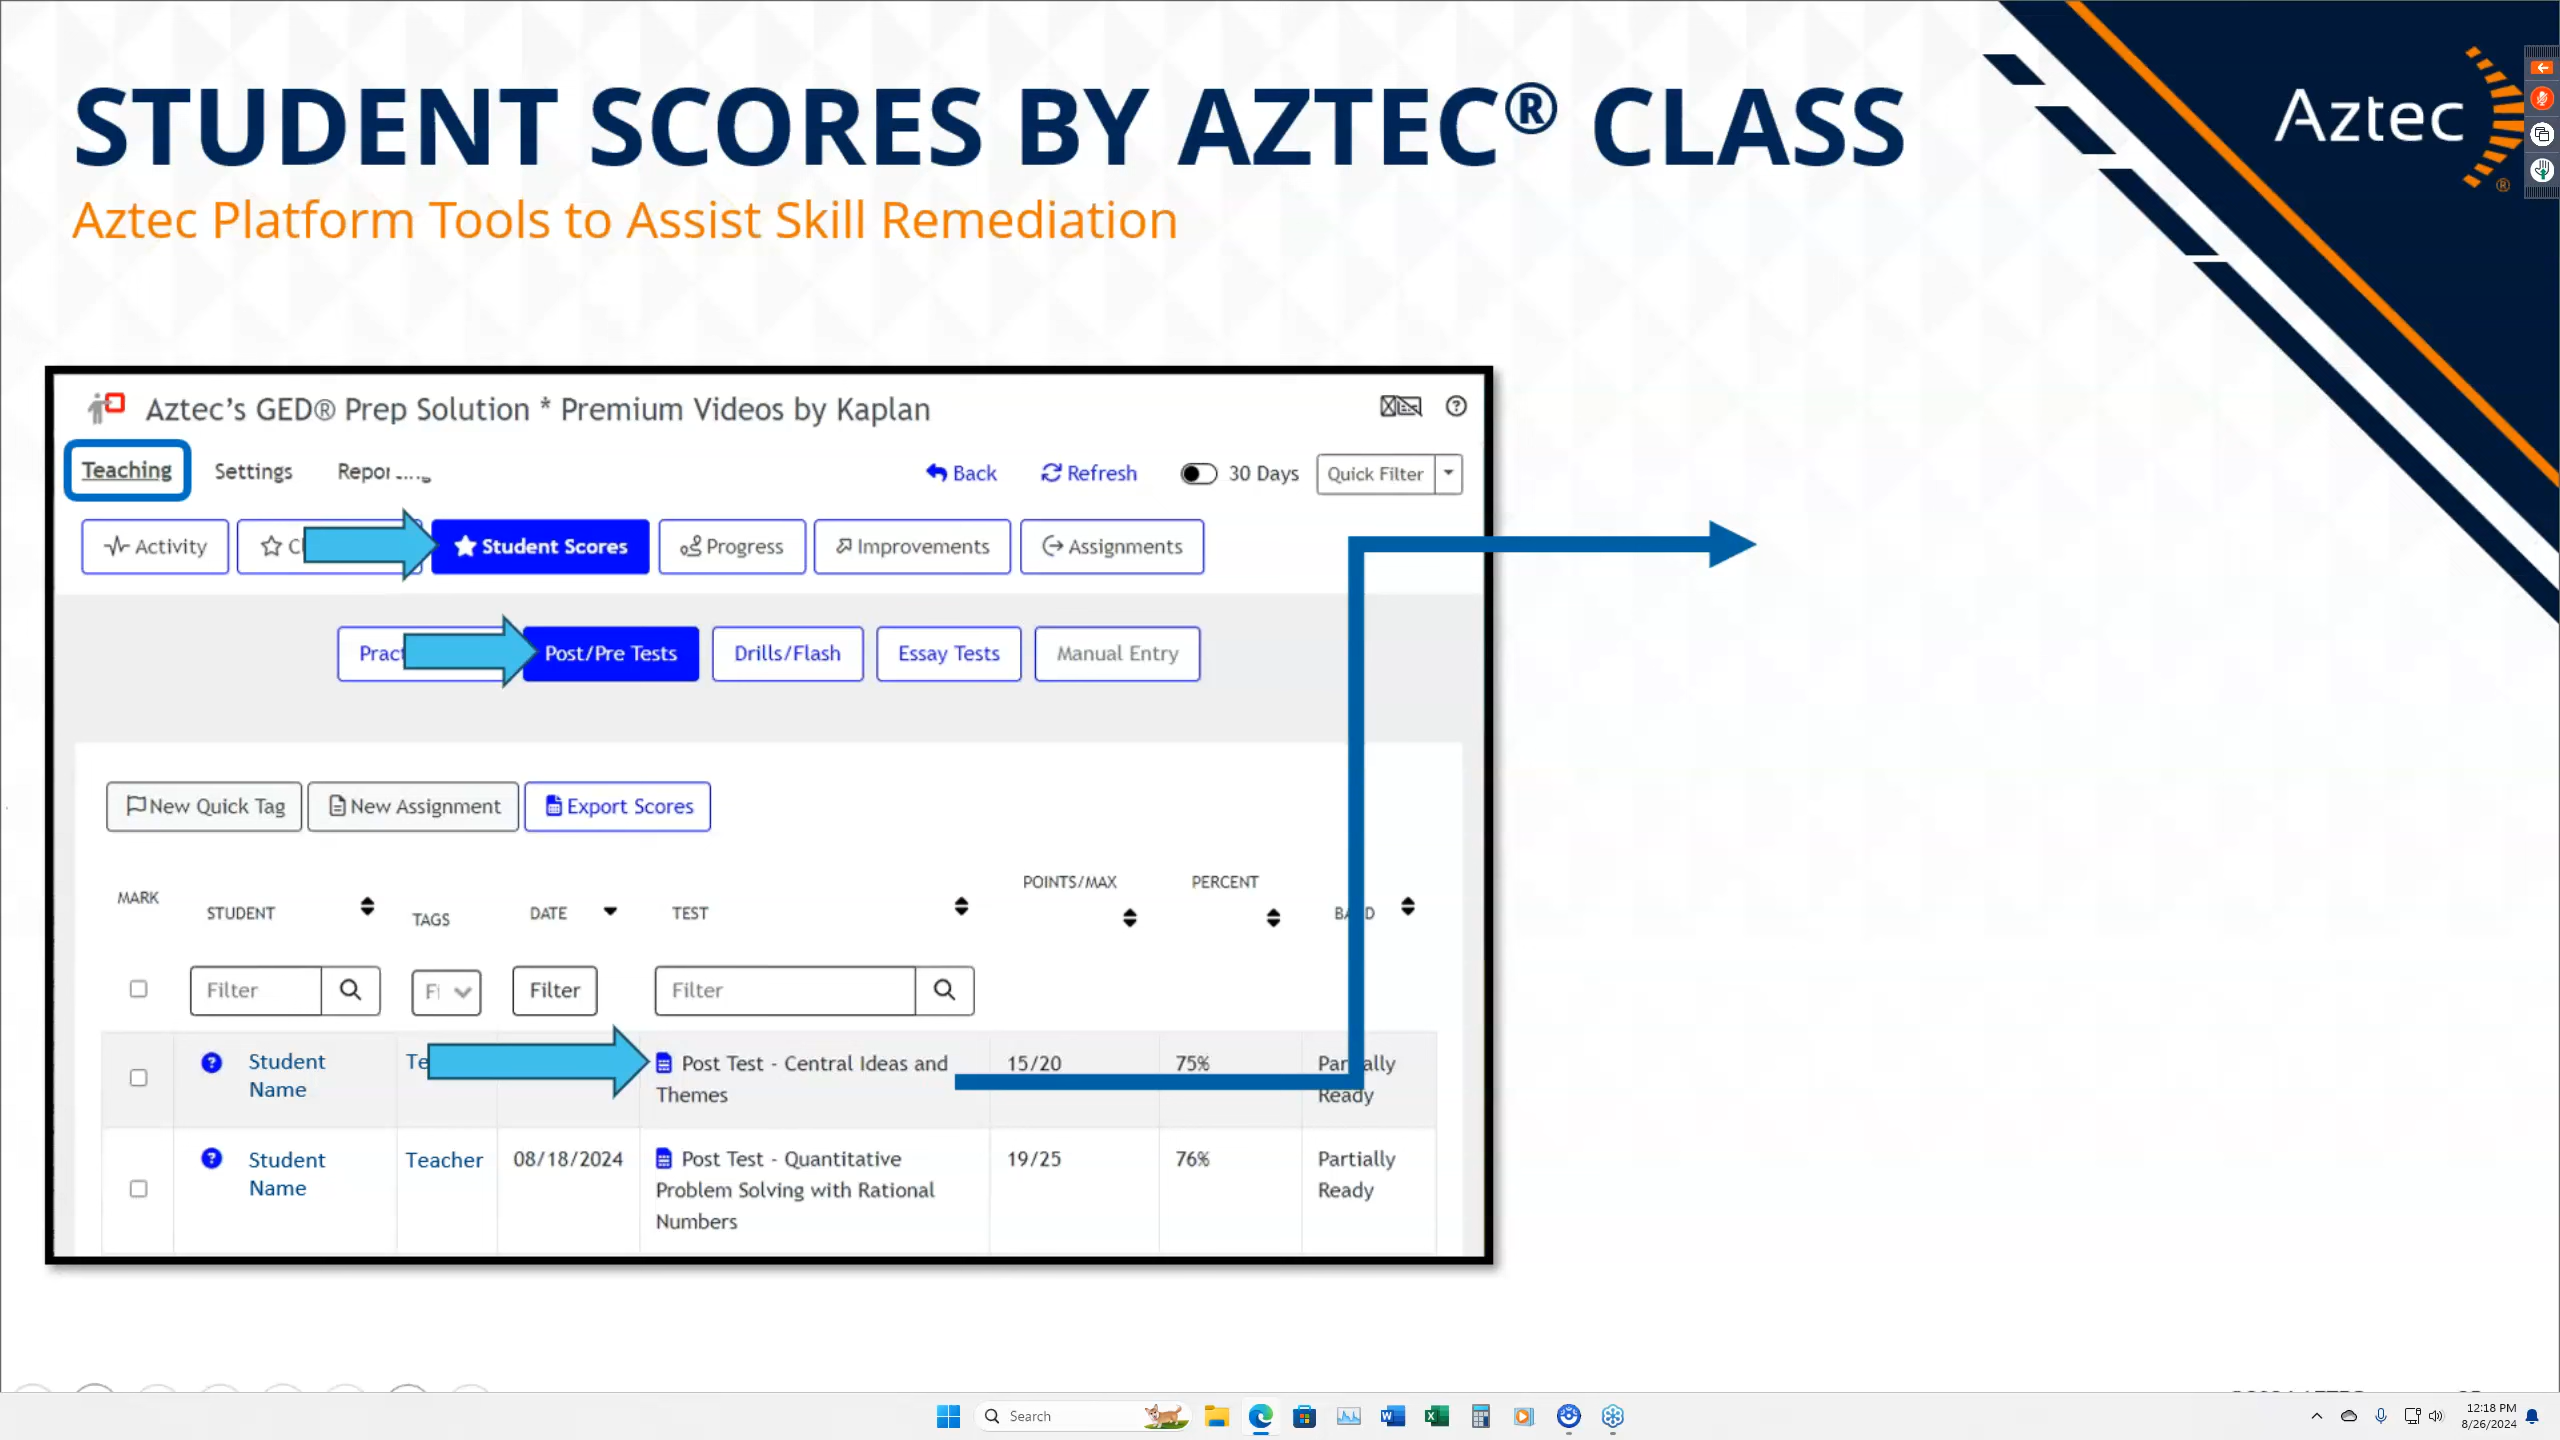 STUDENT SCORES BY AZTEC® CLASS
Aztec Platform Tools to Assist Skill Remediation
Aztec
®
Aztec's GED® Prep Solution * Premium Videos by Kaplan
Teaching Settings Back Refresh 30 Days Quick Filter
Activity Student Scores Progress Improvements Assignments
Post/Pre Tests Drills/Flash Essay Tests Manual Entry
New Quick Tag New Assignment Export Scores
POINTS/MAX PERCENT
MARK
STUDENT TAGS DATE TEST
Filter Filter Filter
Student Name
Post Test - Central Ideas and
Themes
15/20 75%
Ready
Student Name
Teacher 08/18/2024
Post Test - Quantitative
Problem Solving with Rational
Numbers
19/25 76%
Partially
Ready
Search
12:18 PM
8/26/2024